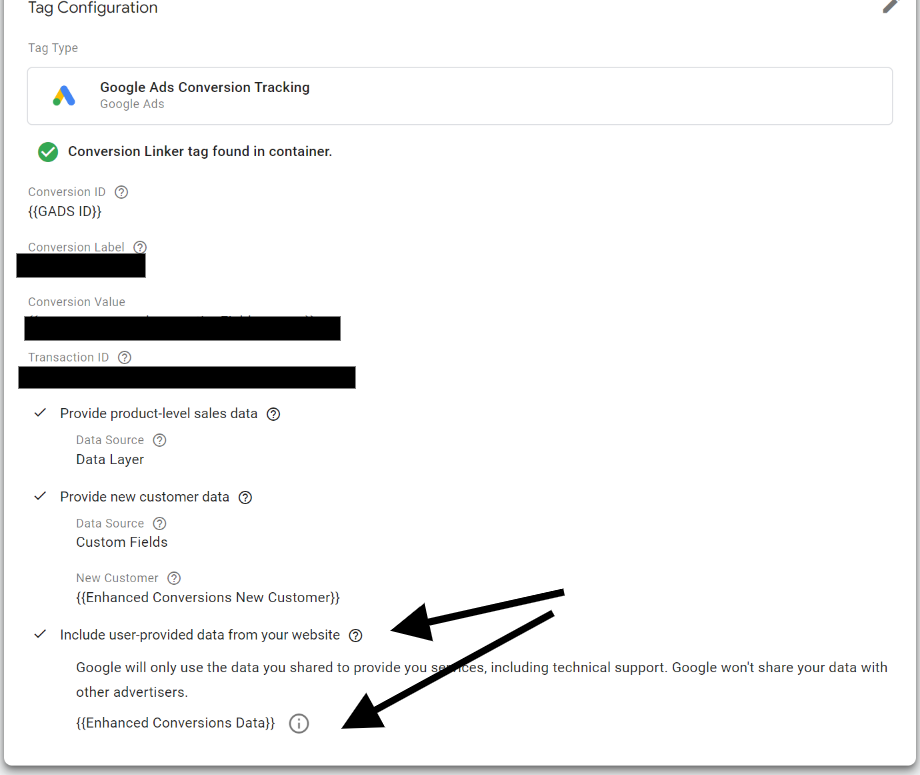 Tag Configuration
Tag Type
Google Ads Conversion Tracking
Google Ads
Conversion Linker tag found in container.
Conversion ID
{{GADS ID}}
Conversion Label
Conversion Value
Transaction ID
Provide product-level sales data
Data Source
Data Layer
Provide new customer data
Data Source
Custom Fields
New Customer
{{Enhanced Conversions New Customer}}
Include user-provided data from your website
Google will only use the data you shared to provide you services, including technical support. Google won't share your data with
other advertisers.
{{Enhanced Conversions Data}}